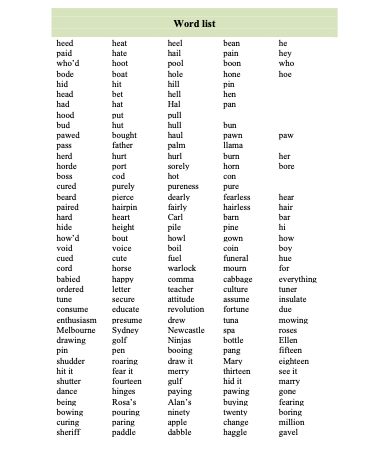 Word list
heed heat heel bean he
paid hate hail pain hey
who'd hoot pool boon who
bode boat hole hone hoe
hid hit hill pin
head bet hell hen
had hat Hal pan
hood put pull
bud hut hull bun
pawed bought haul pawn paw
pass father palm llama
herd hurt hurl burn her
horde port sorely horn bore
boss cod hot con
cured purely pureness pure
beard pierce dearly fearless hear
paired hairpin fairly hairless hair
hard heart Carl barn bar
hide height pile pine hi
how'd bout howl gown how
void voice boil coin boy
cued cute fuel funeral hue
cord horse warlock mourn for
babied happy comma cabbage everything
ordered letter teacher culture tuner
tune secure attitude assume insulate
consume educate revolution fortune due
enthusiasm presume drew tuna mowing
Melbourne Sydney Newcastle spa roses
drawing golf Ninjas bottle Ellen
pin pen booing pang fifteen
shudder roaring draw it Mary eighteen
hit it fear it merry thirteen see it
shutter fourteen gulf hid it marry
dance hinges paying pawing gone
being Rosa's Alan's buying fearing
bowing pouring ninety twenty boring
curing paring apple change million
sheriff paddle dabble haggle gavel